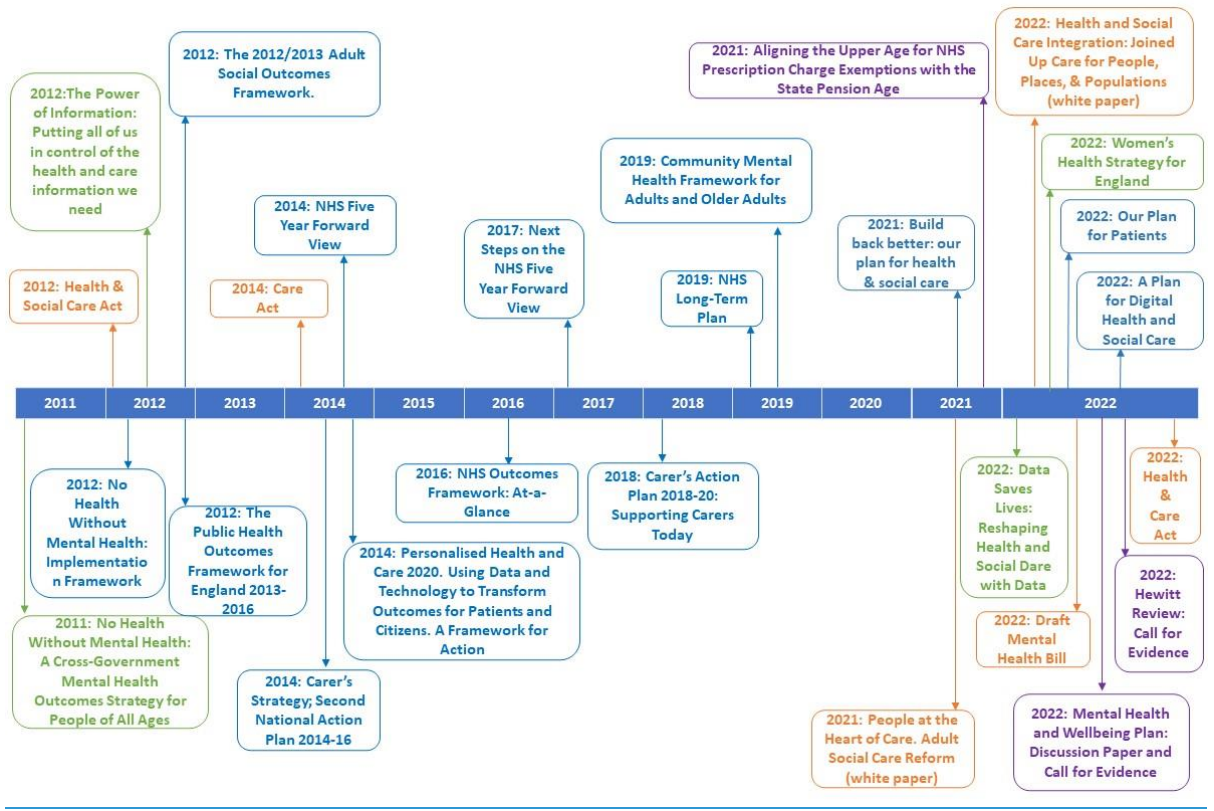 2012: The 2012/2013 Adult
Social Outcomes
Framework.
2012:The Power
of Information:
Putting all of us
in control of the
health and care
information we
need
2012: Health &
Social Care Act
2014: NHS Five
Year Forward
View
2014: Care
Act
2017: Next
Steps on the
NHS Five
Year Forward
View
2019: Community Mental
Health Framework for
Adults and Older Adults
2019: NHS
Long-Term
Plan
2021: Aligning the Upper Age for NHS
Prescription Charge Exemptions with the
State Pension Age
2021: Build
back better: our
plan for health
& social care
2022: Health and Social
Care Integration: Joined
Up Care for People,
Places, & Populations
(white paper)
2022: Women's
Health Strategy for
England
2022: Our Plan
for Patients
2022: A Plan
for Digital
Health and
Social Care
2011
2012
2013
2014
2015
2016
2017
2018
2019
2020
2021
2022
2012: No
Health
Without
Mental Health:
Implementatio
n Framework
2011: No Health
Without Mental Health:
A Cross-Government
Mental Health
Outcomes Strategy for
People of All Ages
2012: The
Public Health
Outcomes
Framework for
England 2013-
2016
2014: Carer's
Strategy; Second
National Action
Plan 2014-16
2014: Personalised Health and
Care 2020. Using Data and
Technology to Transform
Outcomes for Patients and
Citizens. A Framework for
Action
2016: NHS Outcomes
Framework: At-a-
Glance
2018: Carer's Action
Plan 2018-20:
Supporting Carers
Today
2021: People at the
Heart of Care. Adult
Social Care Reform
(white paper)
2022: Data
Saves
Lives:
Reshaping
Health and
Social Dare
with Data
2022: Draft
Mental
Health Bill
2022: Mental Health
and Wellbeing Plan:
Discussion Paper and
Call for Evidence
2022:
Hewitt
Review:
Call for
Evidence
2022:
Health
&
Care
Act